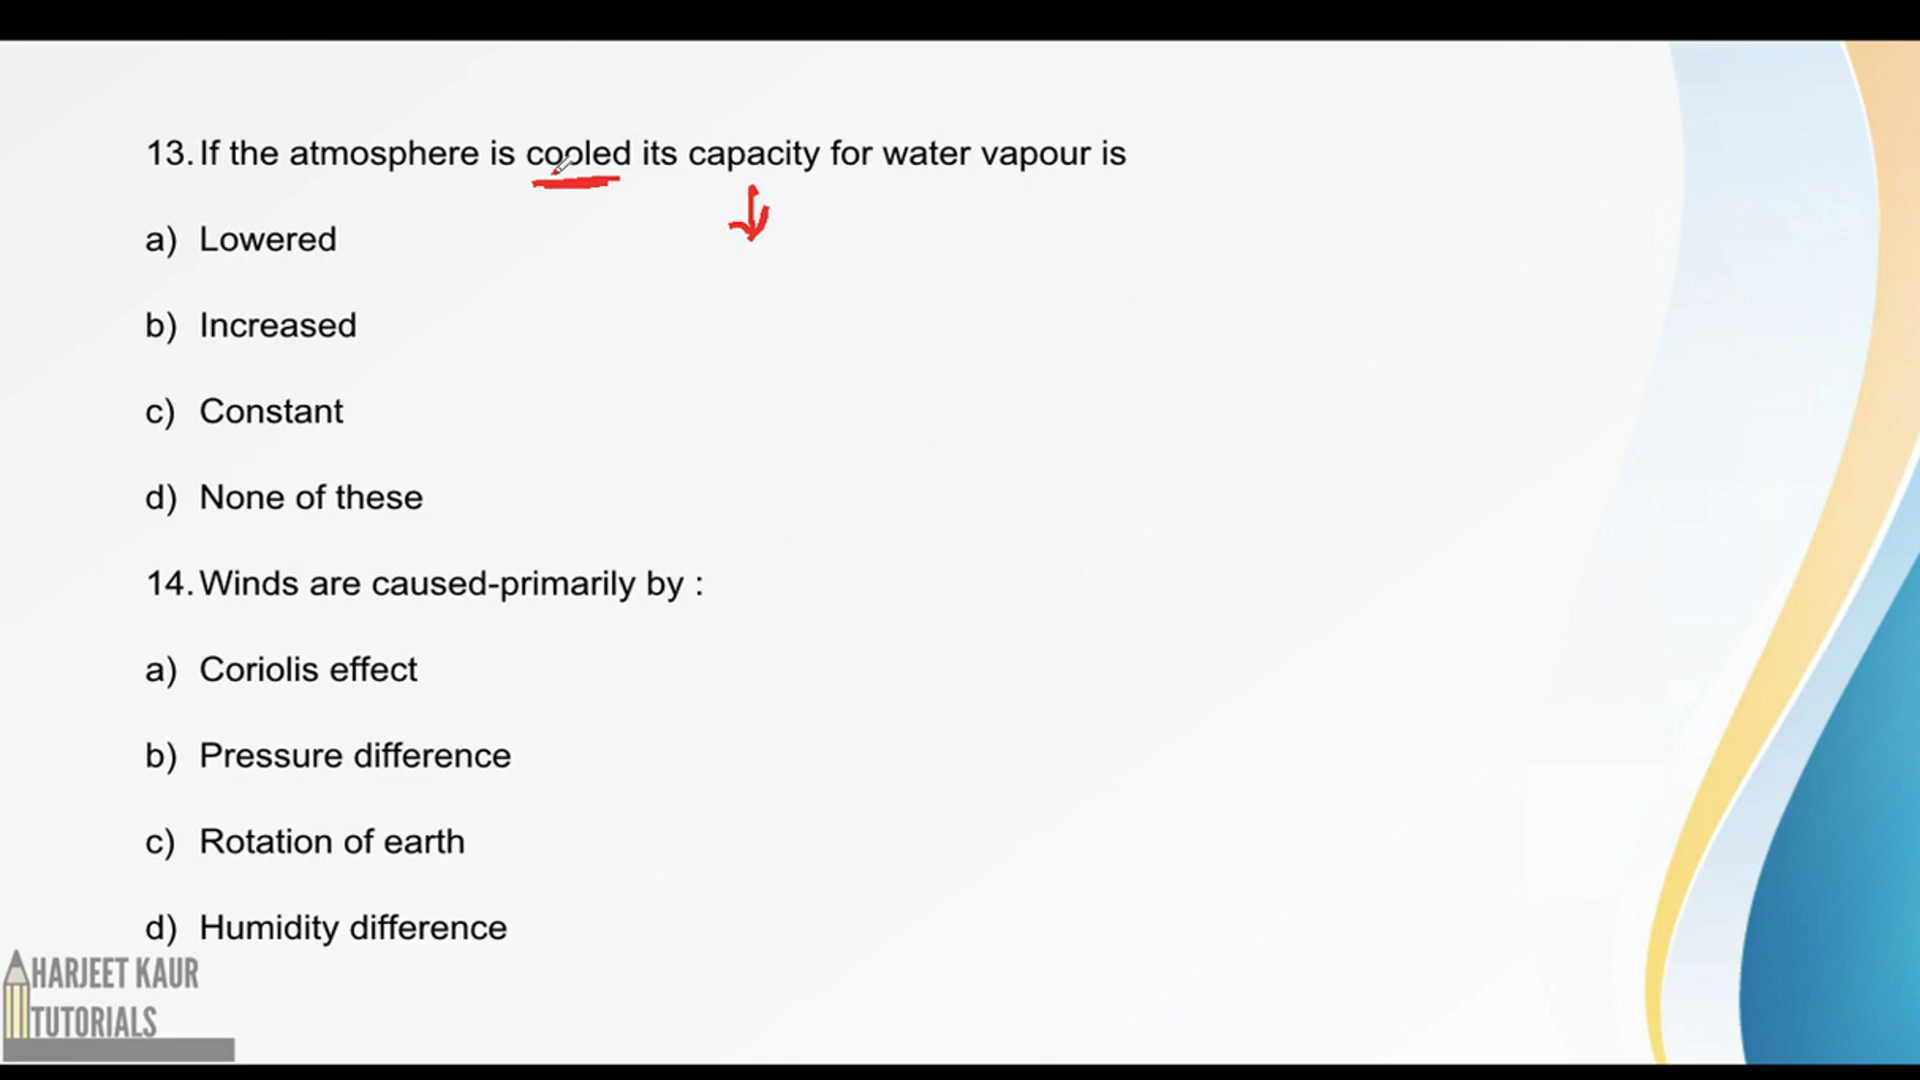 13. If the atmosphere is cooled its capacity for water vapour is
a) Lowered
b) Increased
c) Constant
d) None of these
14. Winds are caused-primarily by :
a) Coriolis effect
b) Pressure difference
c) Rotation of earth
d) Humidity difference
HARJEET KAUR
TUTORIALS